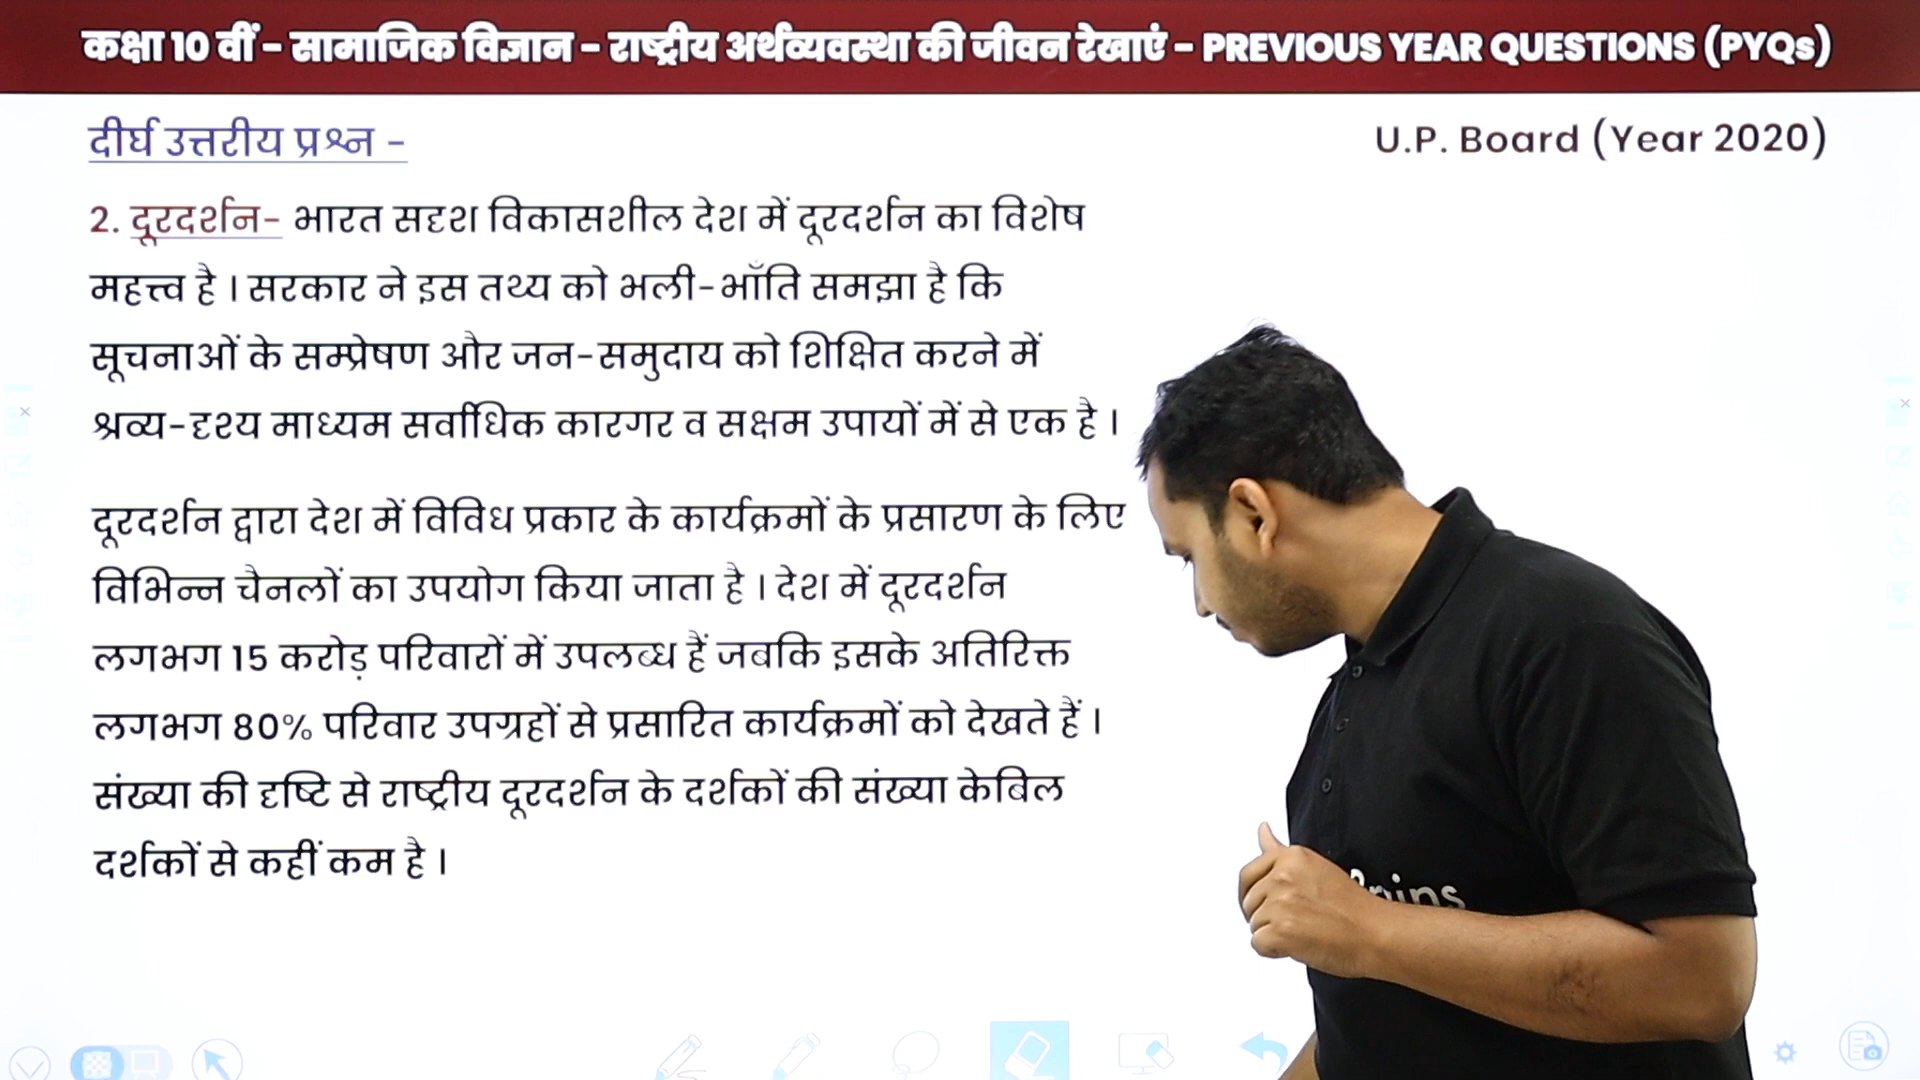 कक्षा 10 वीं - सामाजिक विज्ञान - राष्ट्रीय अर्थव्यवस्था की जीवन रेखाएं - PREVIOUS YEAR QUESTIONS (PYQs)
दीर्घ उत्तरीय प्रश्न -
U.P. Board (Year 2020)
2. दूरदर्शन- भारत सदृश विकासशील देश में दूरदर्शन का विशेष
महत्त्व है । सरकार ने इस तथ्य को भली-भाँति समझा है कि
सूचनाओं के सम्प्रेषण और जन-समुदाय को शिक्षित करने में
श्रव्य-दृश्य माध्यम सर्वाधिक कारगर व सक्षम उपायों में से एक है ।
दूरदर्शन द्वारा देश में विविध प्रकार के कार्यक्रमों के प्रसारण के लिए
विभिन्न चैनलों का उपयोग किया जाता है । देश में दूरदर्शन
लगभग 15 करोड़ परिवारों में उपलब्ध हैं जबकि इसके अतिरिक्त
लगभग 80% परिवार उपग्रहों से प्रसारित कार्यक्रमों को देखते हैं ।
संख्या की दृष्टि से राष्ट्रीय दूरदर्शन के दर्शकों की संख्या केबिल
दर्शकों से कहीं कम है ।